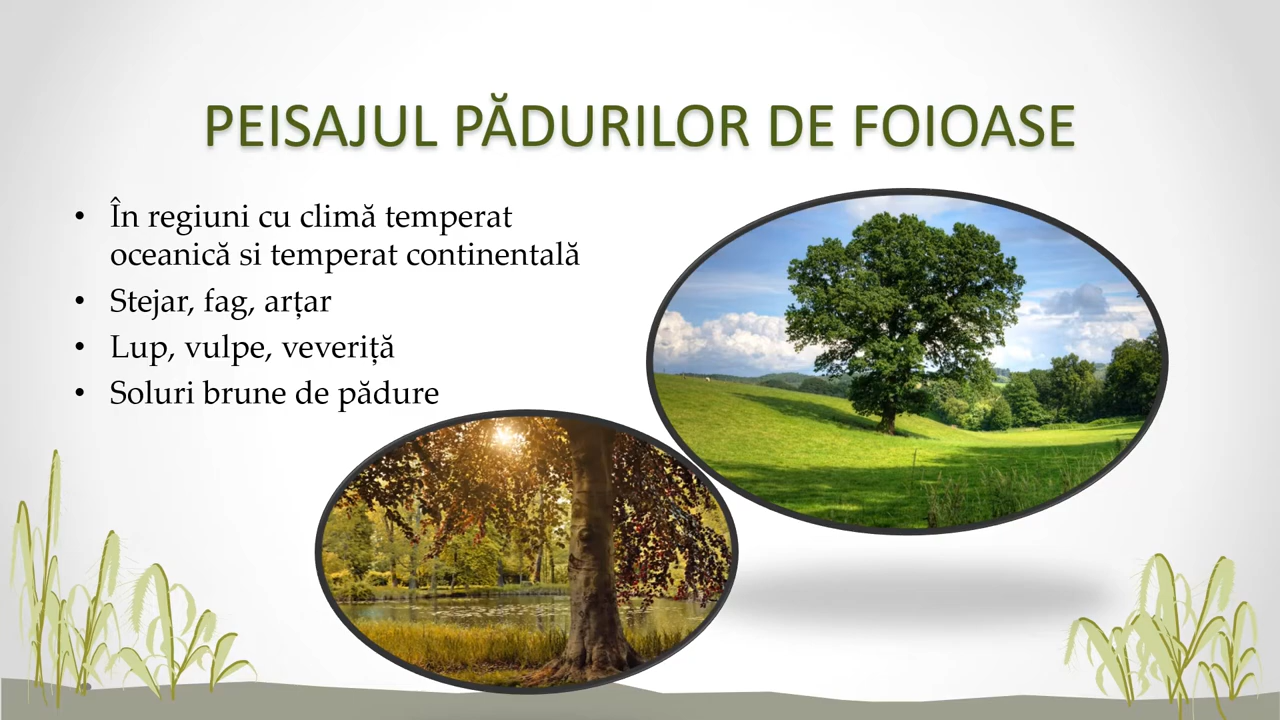 PEISAJUL PĂDURILOR DE FOIOASE
• În regiuni cu climă temperat
oceanică si temperat continentală
• Stejar, fag, arțar
• Lup, vulpe, veveriță
• Soluri brune de pădure